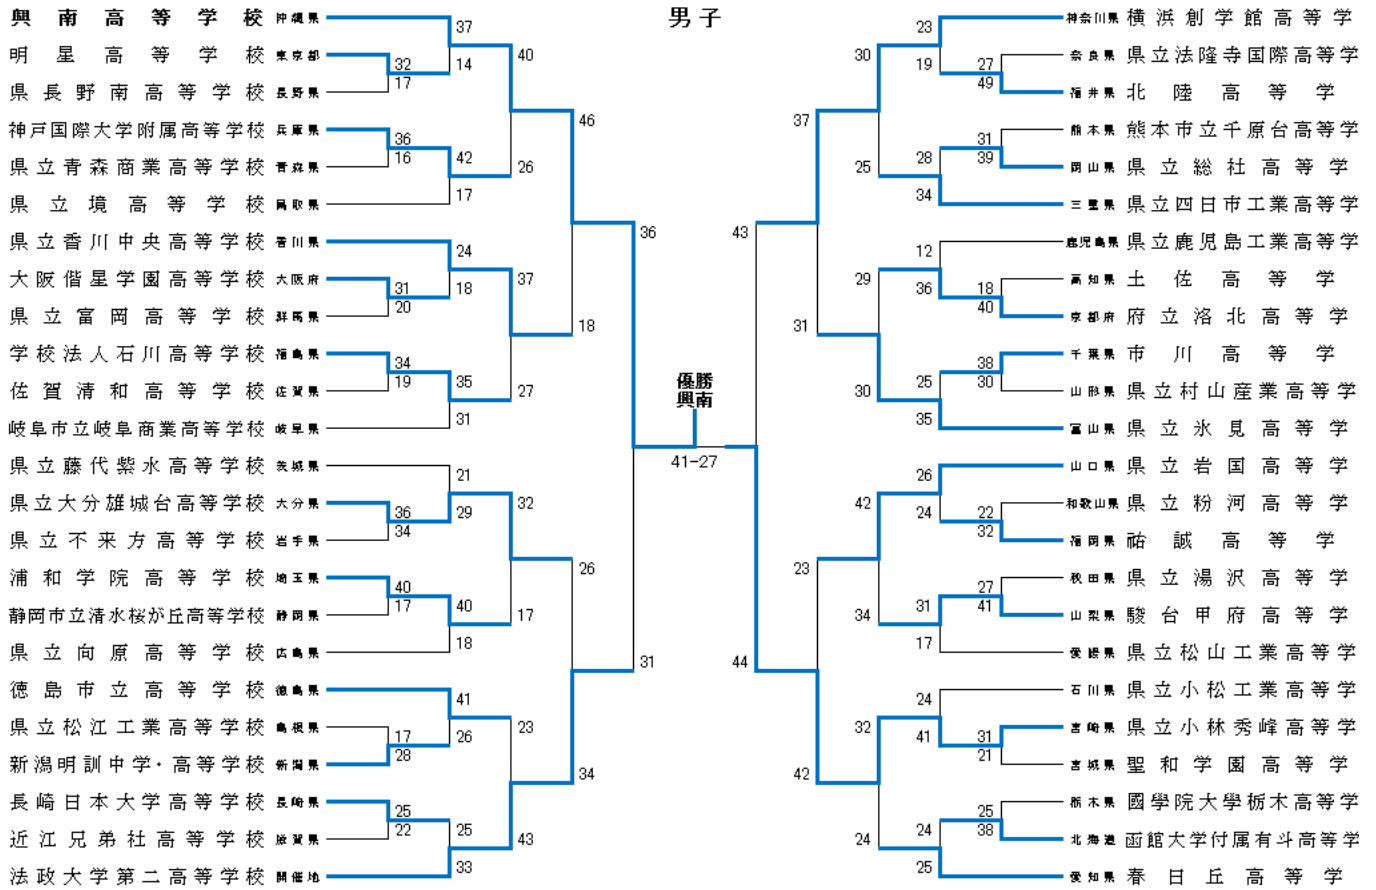 男子
興南高等学校 沖縄県
明星高等学校 東京都
県長野南高等学校 長野県
神戸国際大学附属高等学校 兵庫県
県立青森商業高等学校 青森県
県立境高等学校 鳥取県
県立香川中央高等学校 香川県
大阪偕星学園高等学校 大阪府
県立富岡高等学校 群馬県
学校法人石川高等学校 福島県
佐賀清和高等学校 佐賀県
岐阜市立岐阜商業高等学校 岐阜県
県立藤代紫水高等学校 茨城県
県立大分雄城台高等学校 大分県
県立不来方高等学校 岩手県
浦和学院高等学校 埼玉県
静岡市立清水桜が丘高等学校 静岡県
県立向原高等学校 広島県
徳島市立高等学校 徳島県
県立松江工業高等学校 島根県
新潟明訓中学・高等学校 新潟県
長崎日本大学高等学校 長崎県
近江兄弟社高等学校 滋賀県
法政大学第二高等学校 開催地
32
17
36
16
31
20
34
19
36
34
40
17
17
28
25
22
37
14
42
17
24
18
35
31
21
29
40
18
41
26
25
33
40
26
37
27
32
17
23
43
46
18
26
34
36
31
優勝
興南
41-27
43
44
37
31
23
42
30
25
29
30
42
34
32
24
23
19
28
34
12
36
25
35
26
24
31
17
24
41
24
25
27
49
31
39
18
40
38
30
22
32
27
41
31
21
25
38
神奈川県 横浜創学館高等学
奈良県 県立法隆寺国際高等学
福井県 北陸高等学
熊本県 熊本市立千原台高等学
岡山県 県立総社高等学
三重県 県立四日市工業高等学
鹿児島県 県立鹿児島工業高等学
高知県 土佐高等学
京都府 府立洛北高等学
千葉県 市川高等学
山形県 県立村山産業高等学
富山県 県立氷見高等学
山口県 県立岩国高等学
和歌山県 県立粉河高等学
福岡県 祐誠高等学
秋田県 県立湯沢高等学
山梨県 駿台甲府高等学
愛媛県 県立松山工業高等学
石川県 県立小松工業高等学
宮崎県 県立小林秀峰高等学
宮城県 聖和学園高等学
栃木県 國學院大學栃木高等学
北海道 函館大学付属有斗高等学
愛知県 春日丘高等学